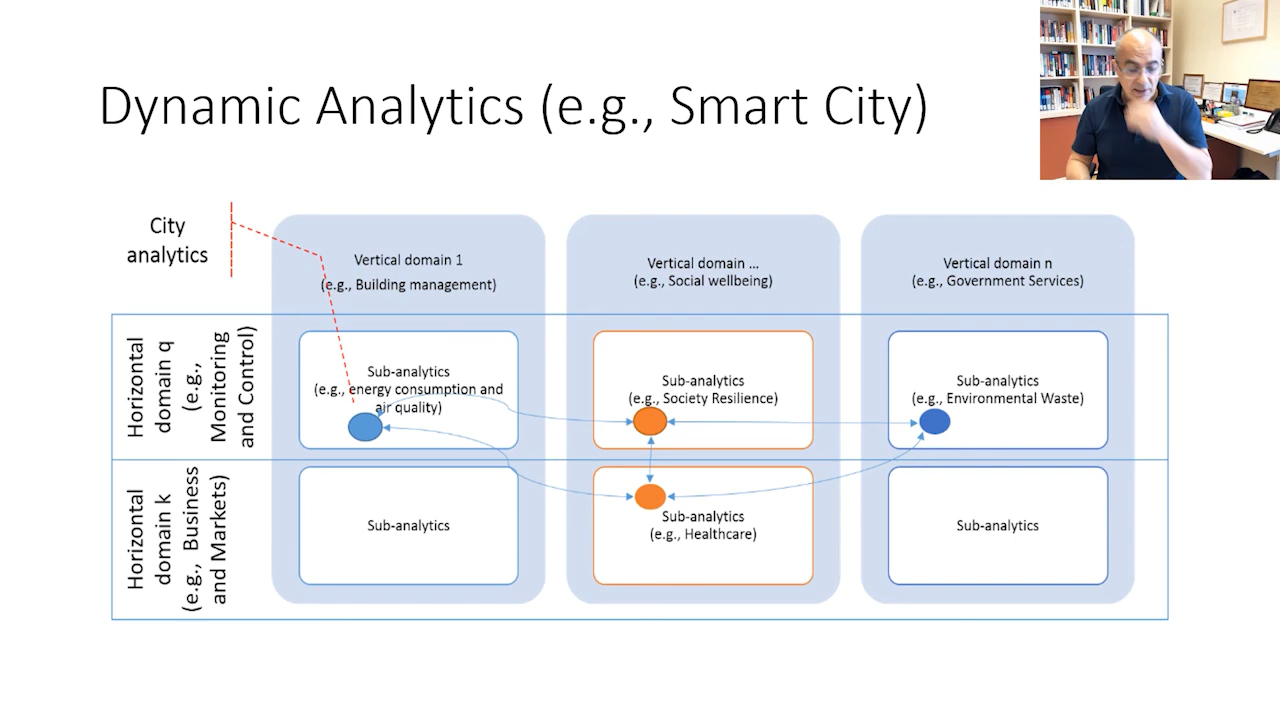 Dynamic Analytics (e.g., Smart City)
City
analytics
Vertical domain 1
(e.g., Building management)
Vertical domain ...
(e.g., Social wellbeing)
Vertical domain n
(e.g., Government Services)
Horizontal
domain q
(e.g.,
Monitoring
and Control)
Sub-analytics
(e.g., energy consumption and
air quality)
Sub-analytics
(e.g., Society Resilience)
Sub-analytics
(e.g., Environmental Waste)
Horizontal
domain k
(e.g., Business
and Markets)
Sub-analytics
Sub-analytics
(e.g., Healthcare)
Sub-analytics